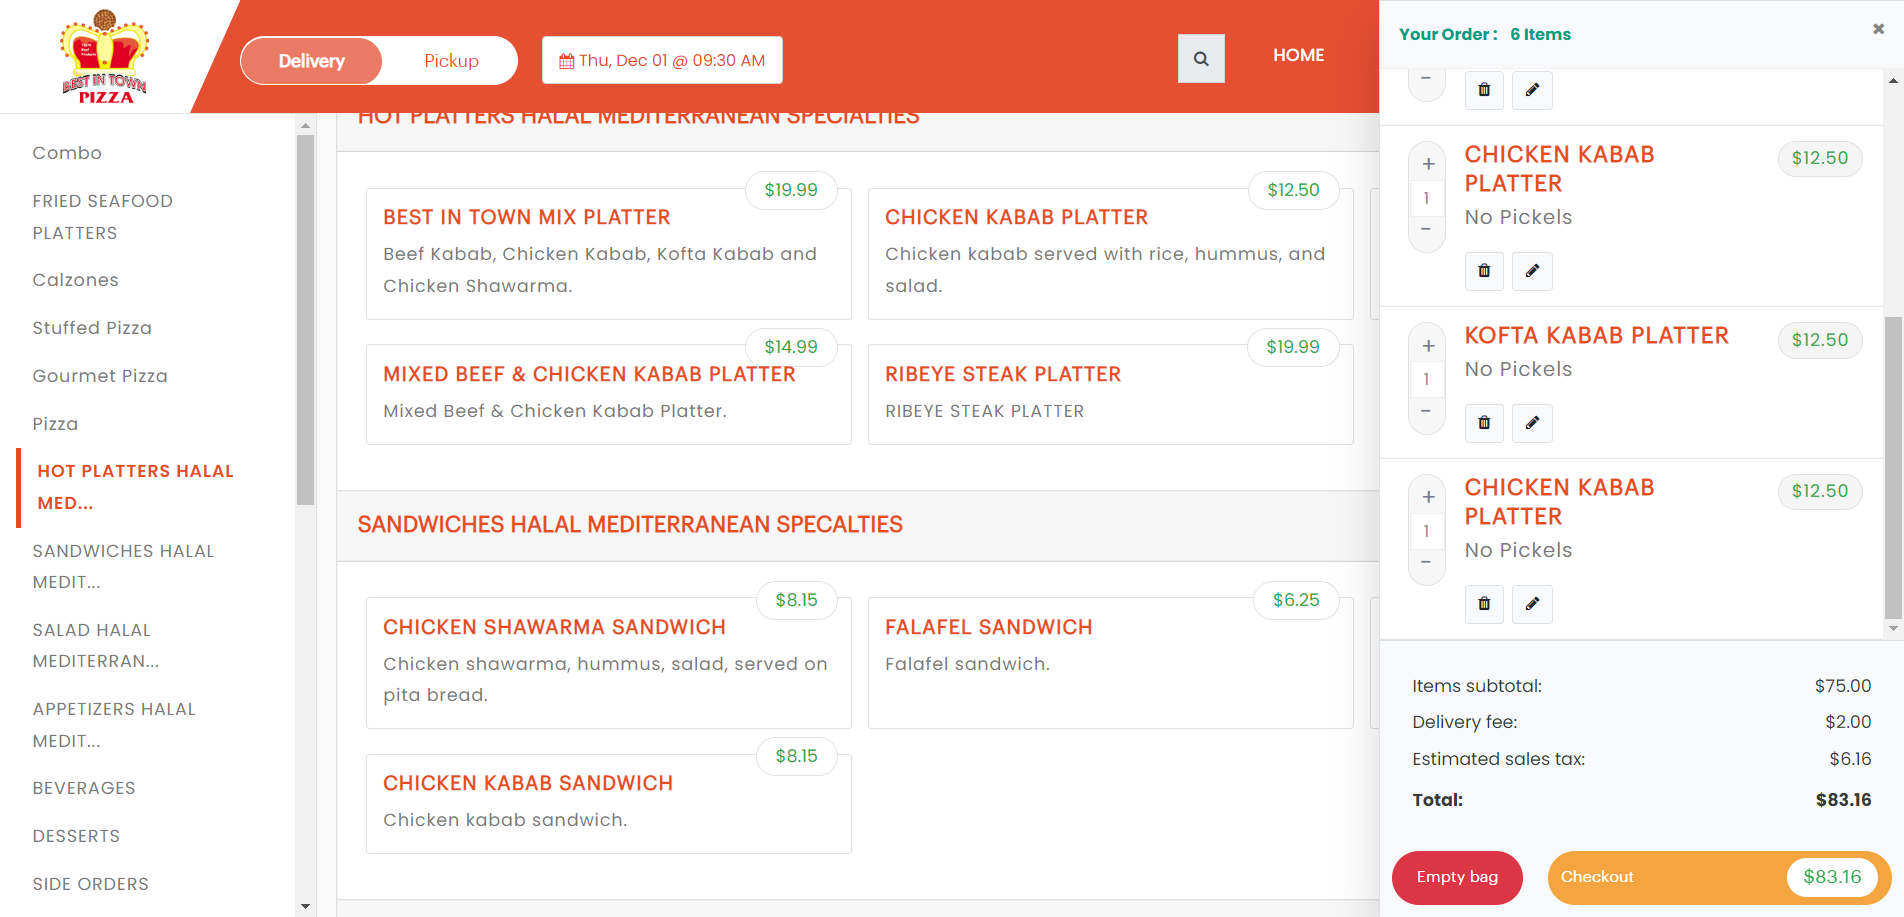 BEST IN TOWN
PIZZA
Delivery
Pickup
Thu, Dec 01 @ 09:30 AM
HOME
Your Order : 6 Items
Combo
FRIED SEAFOOD
PLATTERS
Calzones
Stuffed Pizza
Gourmet Pizza
Pizza
HOT PLATTERS HALAL
MED...
SANDWICHES HALAL
MEDIT...
SALAD HALAL
MEDITERRAN...
APPETIZERS HALAL
MEDIT...
BEVERAGES
DESSERTS
SIDE ORDERS
HOT PLATTERS HALAL MEDITERRANEAN SPECIALTIES
$19.99
BEST IN TOWN MIX PLATTER
Beef Kabab, Chicken Kabab, Kofta Kabab and
Chicken Shawarma.
$12.50
CHICKEN KABAB PLATTER
Chicken kabab served with rice, hummus, and
salad.
$14.99
MIXED BEEF & CHICKEN KABAB PLATTER
Mixed Beef & Chicken Kabab Platter.
$19.99
RIBEYE STEAK PLATTER
RIBEYE STEAK PLATTER
SANDWICHES HALAL MEDITERRANEAN SPECALTIES
$8.15
CHICKEN SHAWARMA SANDWICH
Chicken shawarma, hummus, salad, served on
pita bread.
$6.25
FALAFEL SANDWICH
Falafel sandwich.
$8.15
CHICKEN KABAB SANDWICH
Chicken kabab sandwich.
1
CHICKEN KABAB
PLATTER
$12.50
No Pickels
1
KOFTA KABAB PLATTER
$12.50
No Pickels
1
CHICKEN KABAB
PLATTER
$12.50
No Pickels
Items subtotal: $75.00
Delivery fee: $2.00
Estimated sales tax: $6.16
Total: $83.16
Empty bag
Checkout $83.16